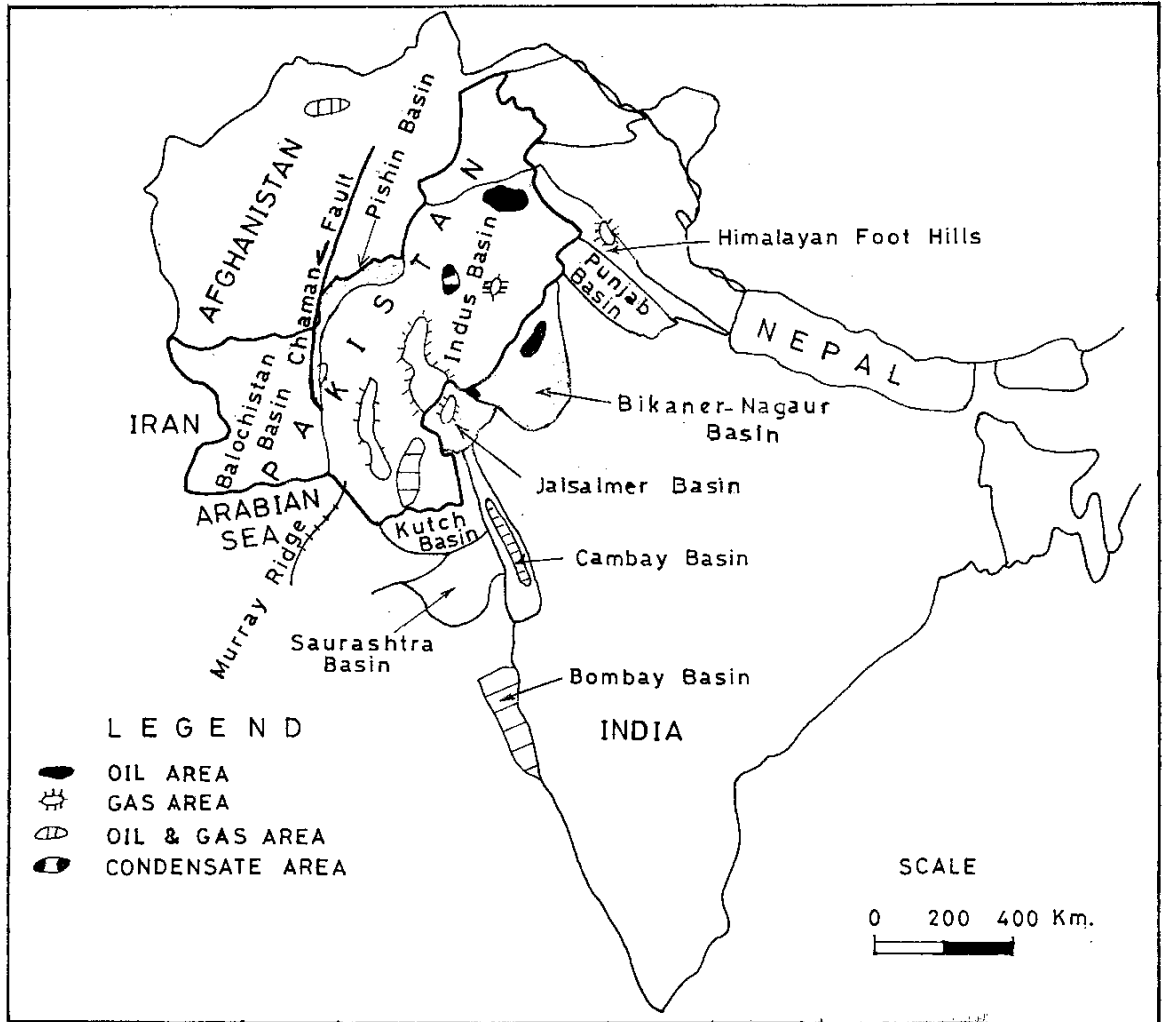 AFGHANISTAN
Pishin Basin
Chaman Fault
PAKISTAN
Indus Basin
Himalayan Foot Hills
Punjab
Basin
NEPAL
IRAN
Balochistan
Basin
Bikaner-Nagaur
Basin
Jaisalmer Basin
ARABIAN
SEA
Kutch
Basin
Cambay Basin
Murray Ridge
Saurashtra
Basin
Bombay Basin
INDIA
LEGEND
OIL AREA
GAS AREA
OIL & GAS AREA
CONDENSATE AREA
SCALE
0 200 400 Km.